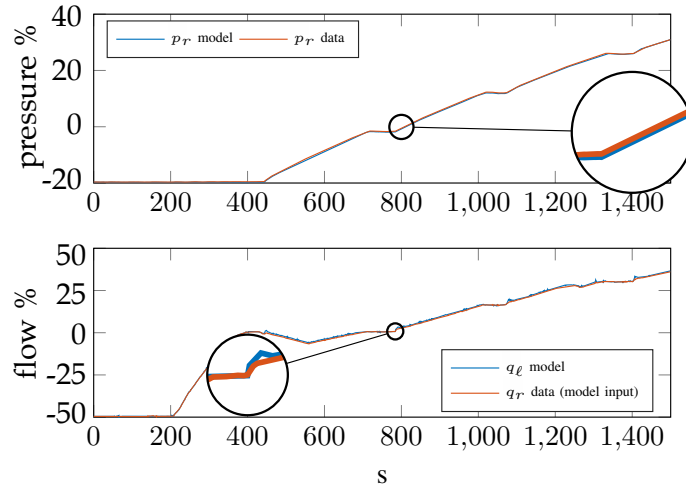 40
20
0
-20
pressure %
p_r model p_r data
0 200 400 600 800 1,000 1,200 1,400
50
25
0
-25
-50
flow %
q_ℓ model
q_r data (model input)
0 200 400 600 800 1,000 1,200 1,400
s